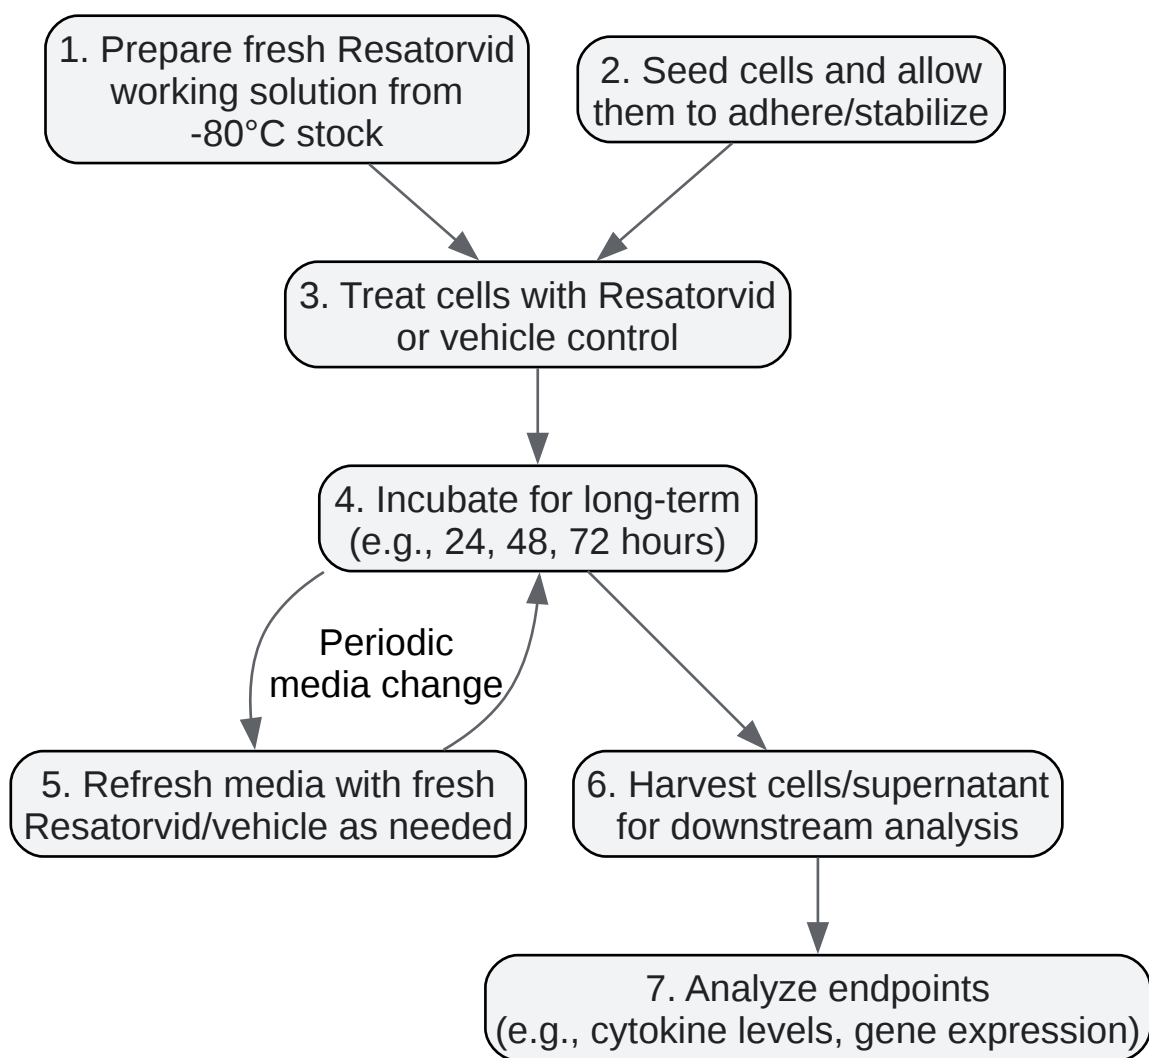 1. Prepare fresh Resatorvid
working solution from
-80°C stock
2. Seed cells and allow
them to adhere/stabilize
3. Treat cells with Resatorvid
or vehicle control
4. Incubate for long-term
(e.g., 24, 48, 72 hours)
Periodic
media change
5. Refresh media with fresh
Resatorvid/vehicle as needed
6. Harvest cells/supernatant
for downstream analysis
7. Analyze endpoints
(e.g., cytokine levels, gene expression)